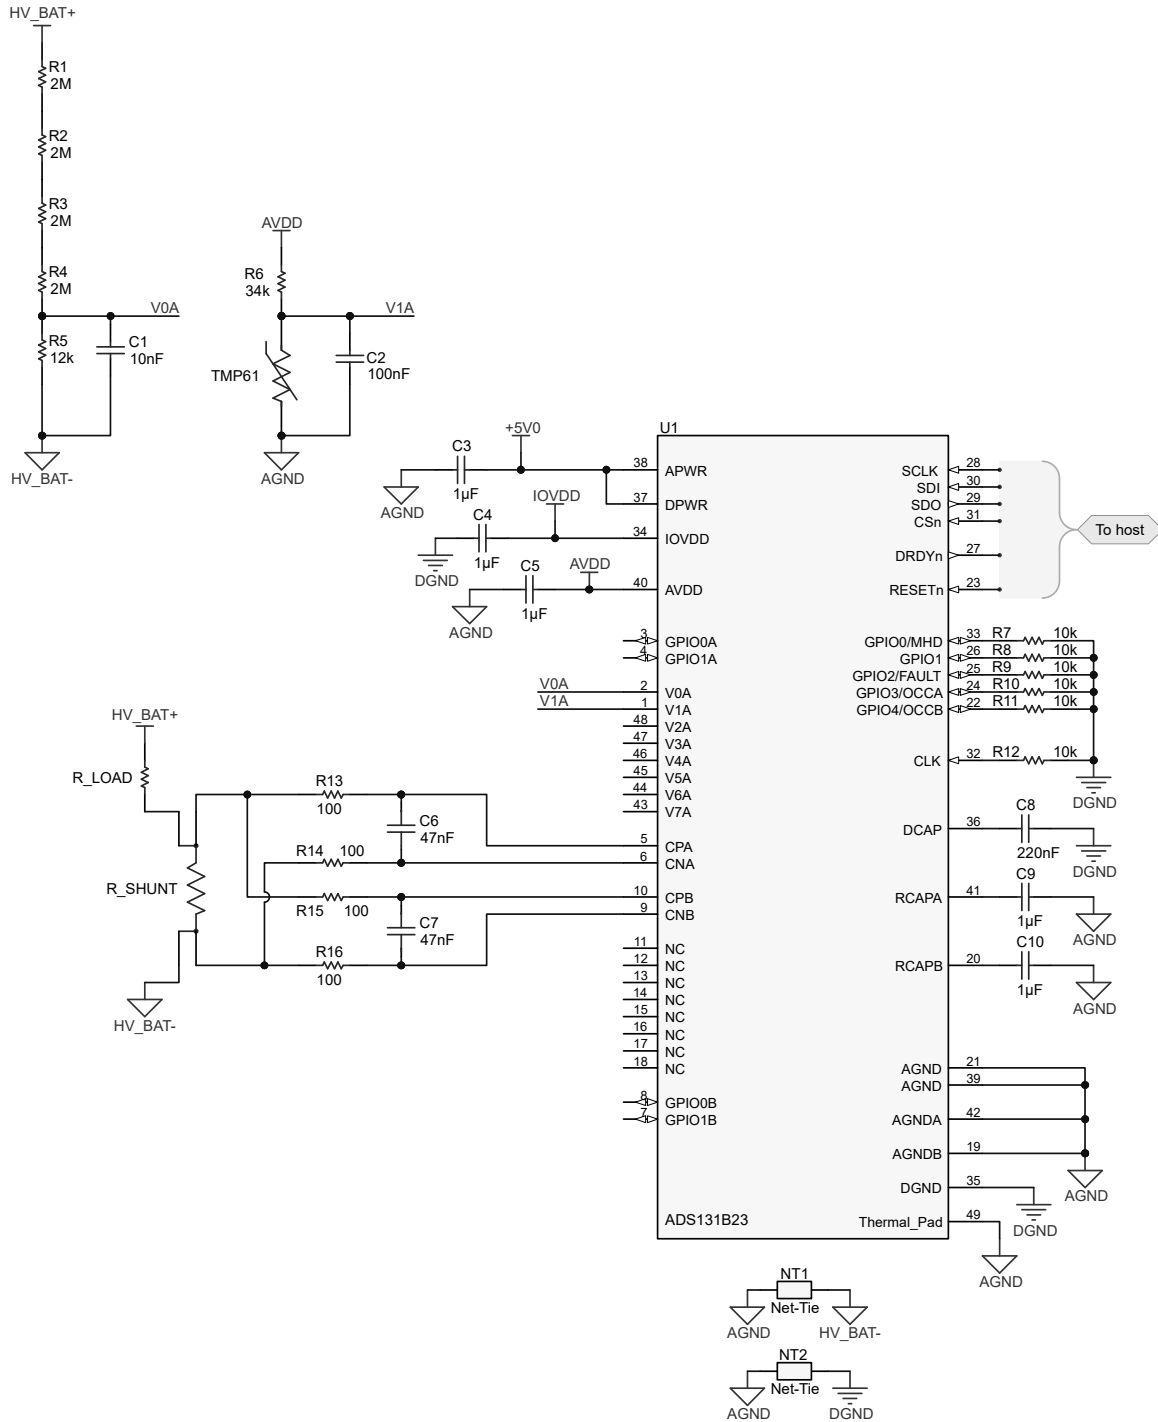 HV_BAT+
R1
2M
R2
2M
R3
2M
R4
2M
V0A
R5
12k
C1
10nF
HV_BAT-
AVDD
R6
34k
V1A
TMP61
C2
100nF
AGND
U1
+5V0
C3
1µF
AGND
38
APWR
37
DPWR
IOVDD
C4
1µF
DGND
34
IOVDD
AVDD
C5
1µF
AGND
40
AVDD
3
GPIO0A
4
GPIO1A
V0A
2
V0A
V1A
1
V1A
48
V2A
47
V3A
46
V4A
45
V5A
44
V6A
43
V7A
HV_BAT+
R_LOAD
R_SHUNT
HV_BAT-
R13
100
C6
47nF
R14 100
R15 100
C7
47nF
R16
100
5
CPA
6
CNA
10
CPB
9
CNB
11
NC
12
NC
13
NC
14
NC
15
NC
16
NC
17
NC
18
NC
8
GPIO0B
7
GPIO1B
ADS131B23
SCLK
28
SDI
30
SDO
29
CSn
31
DRDYn
27
RESETn
23
To host
GPIO0/MHD
33
R7 10k
GPIO1
26
R8 10k
GPIO2/FAULT
25
R9 10k
GPIO3/OCCA
24
R10 10k
GPIO4/OCCB
22
R11 10k
CLK
32
R12 10k
DGND
DCAP
36
C8
220nF
DGND
RCAPA
41
C9
1µF
AGND
RCAPB
20
C10
1µF
AGND
AGND
21
AGND
39
AGNDA
42
AGNDB
19
AGND
DGND
35
DGND
Thermal_Pad
49
AGND
NT1
Net-Tie
AGND
HV_BAT-
NT2
Net-Tie
AGND
DGND